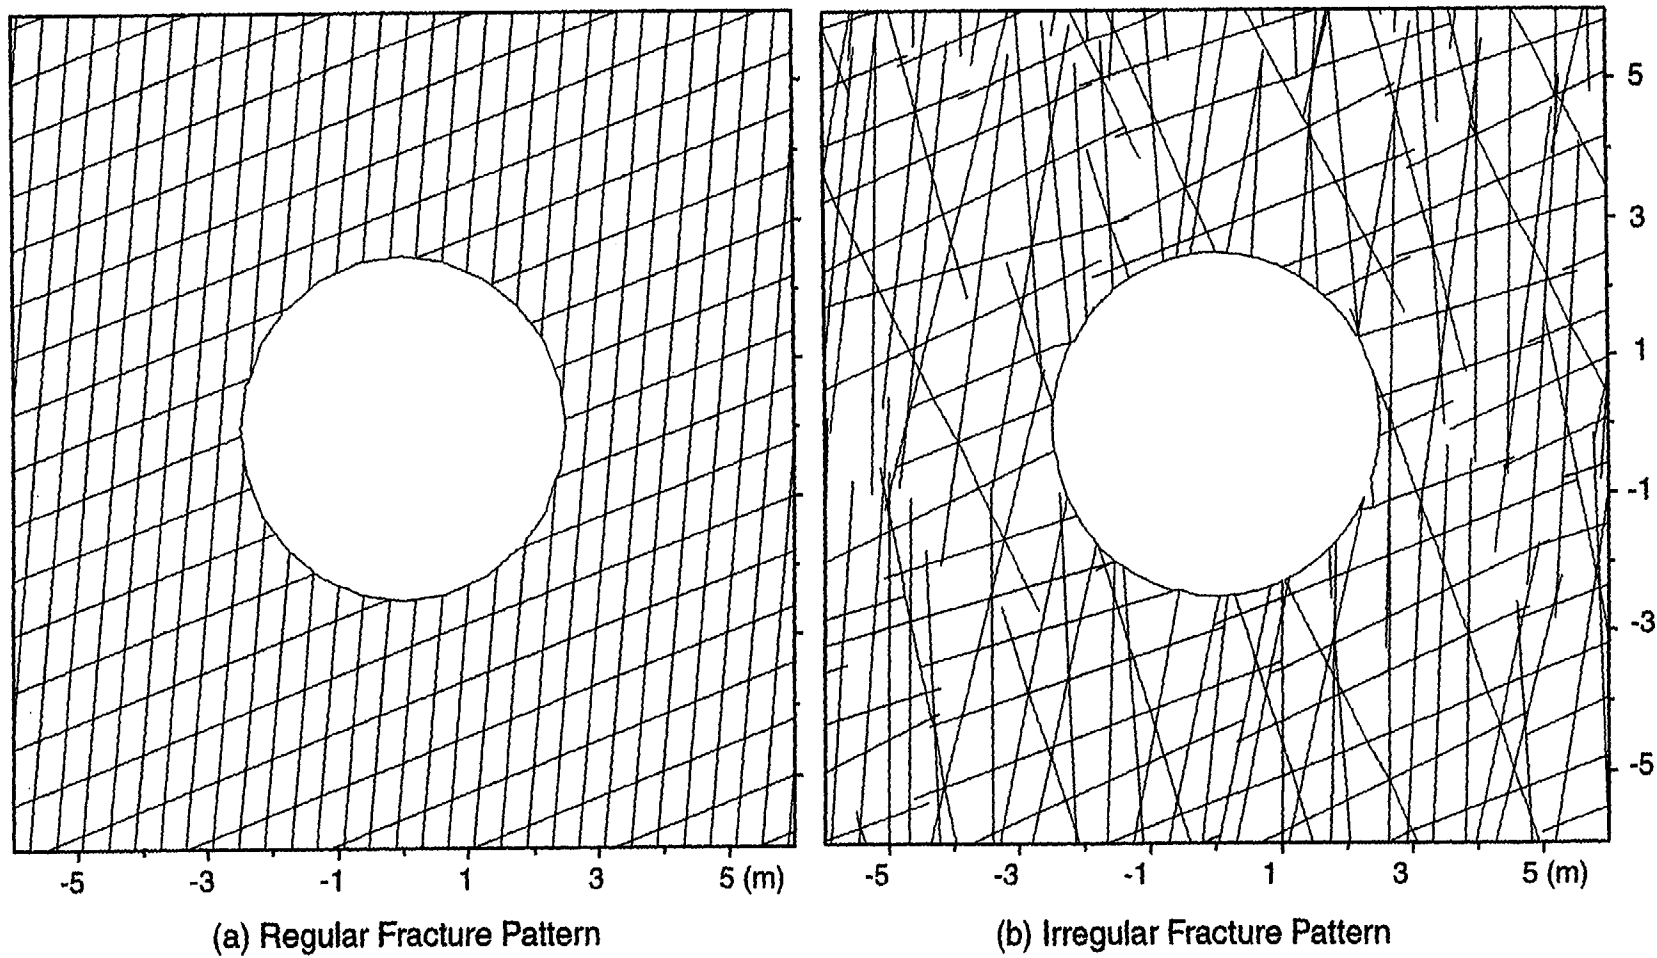 5
3
1
-1
-3
-5
-5 -3 -1 1 3 5 (m)
-5 -3 -1 1 3 5 (m)
(a) Regular Fracture Pattern
(b) Irregular Fracture Pattern